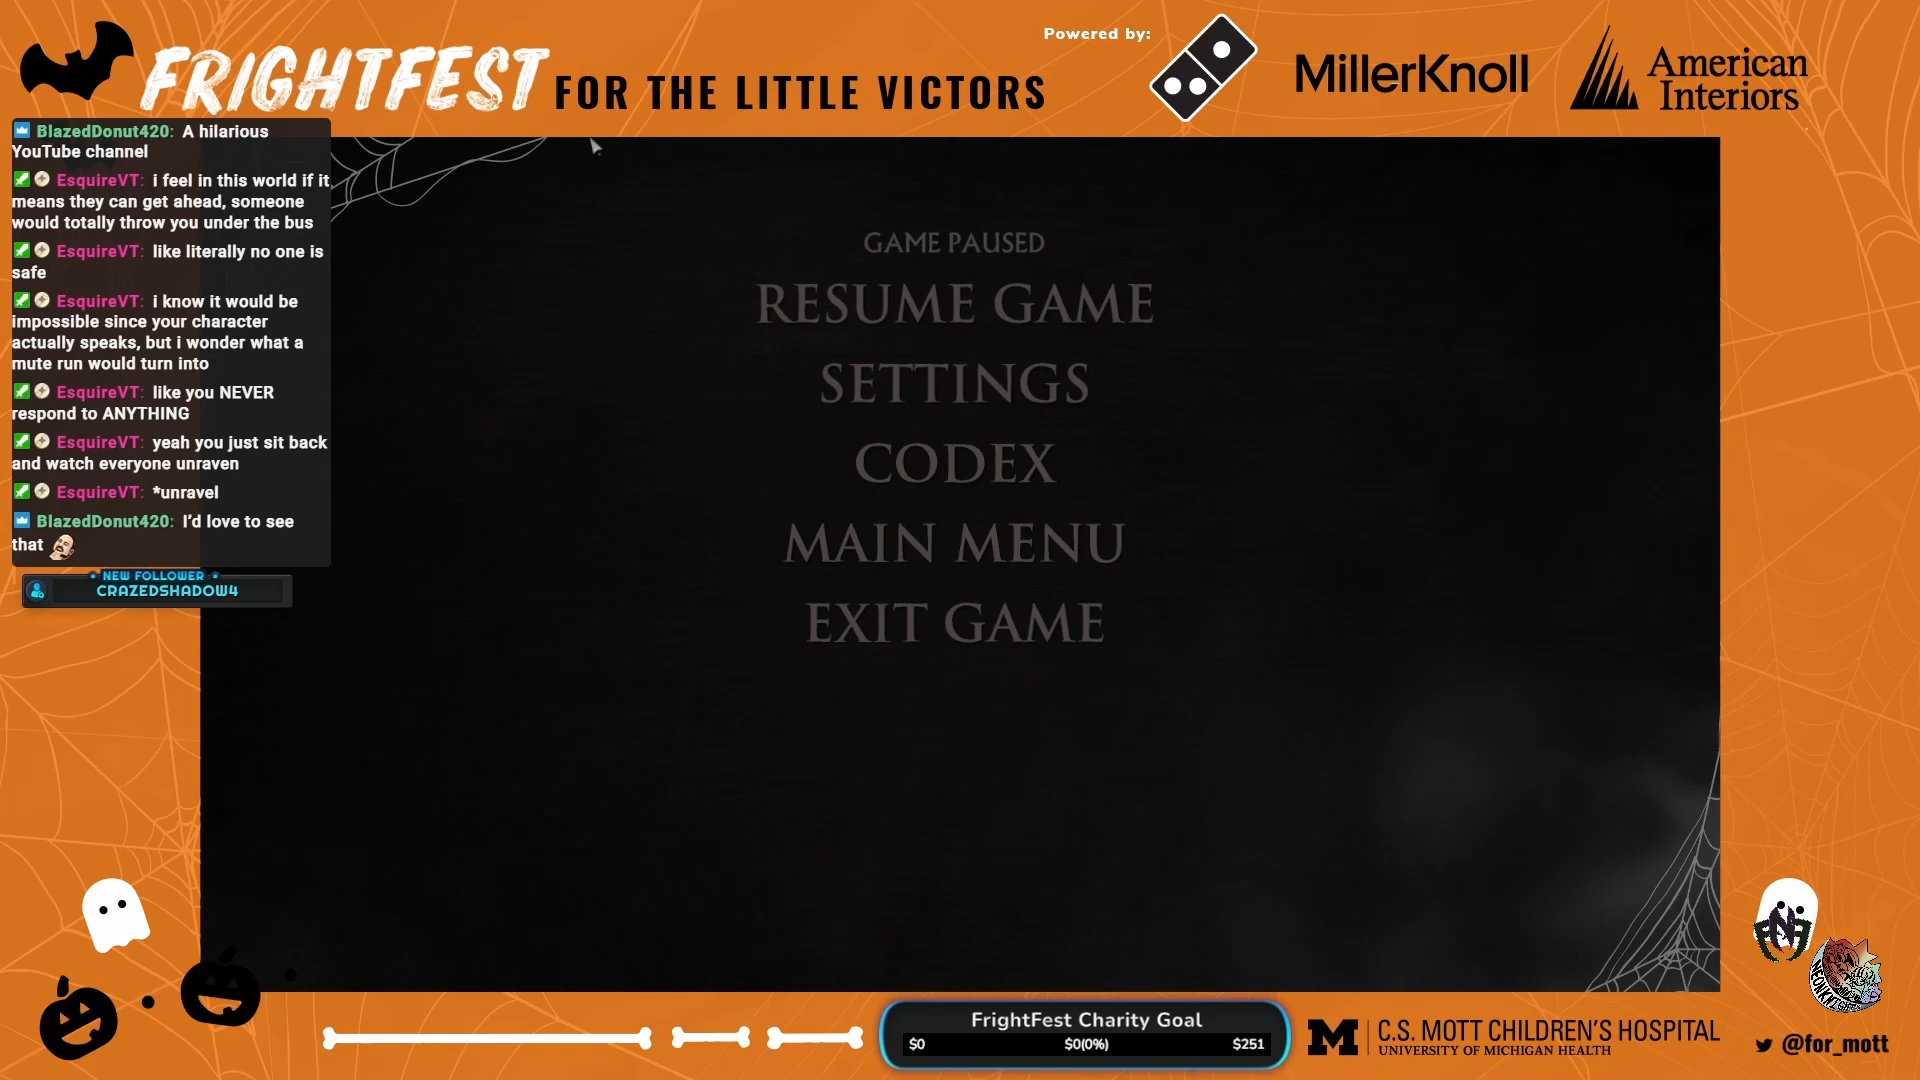 FRIGHTFEST FOR THE LITTLE VICTORS
Powered by:
MillerKnoll
American
Interiors
BlazedDonut420: A hilarious
YouTube channel
EsquireVT: i feel in this world if it
means they can get ahead, someone
would totally throw you under the bus
EsquireVT: like literally no one is
safe
EsquireVT: i know it would be
impossible since your character
actually speaks, but i wonder what a
mute run would turn into
EsquireVT: like you NEVER
respond to ANYTHING
EsquireVT: yeah you just sit back
and watch everyone unraven
EsquireVT: *unravel
BlazedDonut420: I'd love to see
that
NEW FOLLOWER
CRAZEDSHADOW4
GAME PAUSED
RESUME GAME
SETTINGS
CODEX
MAIN MENU
EXIT GAME
FrightFest Charity Goal
$0 $0(0%) $251
M C.S. MOTT CHILDREN'S HOSPITAL
UNIVERSITY OF MICHIGAN HEALTH
@for_mott